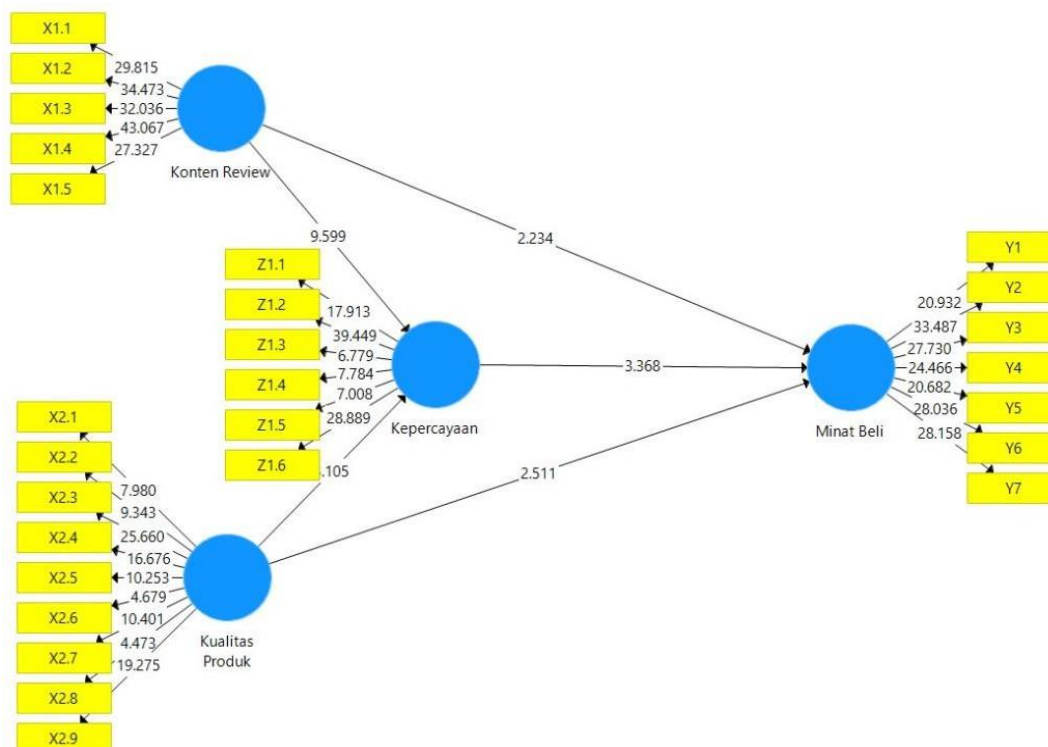 X1.1
X1.2
X1.3
X1.4
X1.5
29.815
34.473
32.036
43.067
27.327
Konten Review
9.599
2.234
Z1.1
Z1.2
Z1.3
Z1.4
Z1.5
Z1.6
17.913
39.449
6.779
7.784
7.008
28.889
Kepercayaan
3.368
Y1
Y2
Y3
Y4
Y5
Y6
Y7
20.932
33.487
27.730
24.466
20.682
28.036
28.158
Minat Beli
X2.1
X2.2
X2.3
X2.4
X2.5
X2.6
X2.7
X2.8
X2.9
7.980
9.343
25.660
16.676
10.253
4.679
10.401
4.473
19.275
.105
2.511
Kualitas
Produk